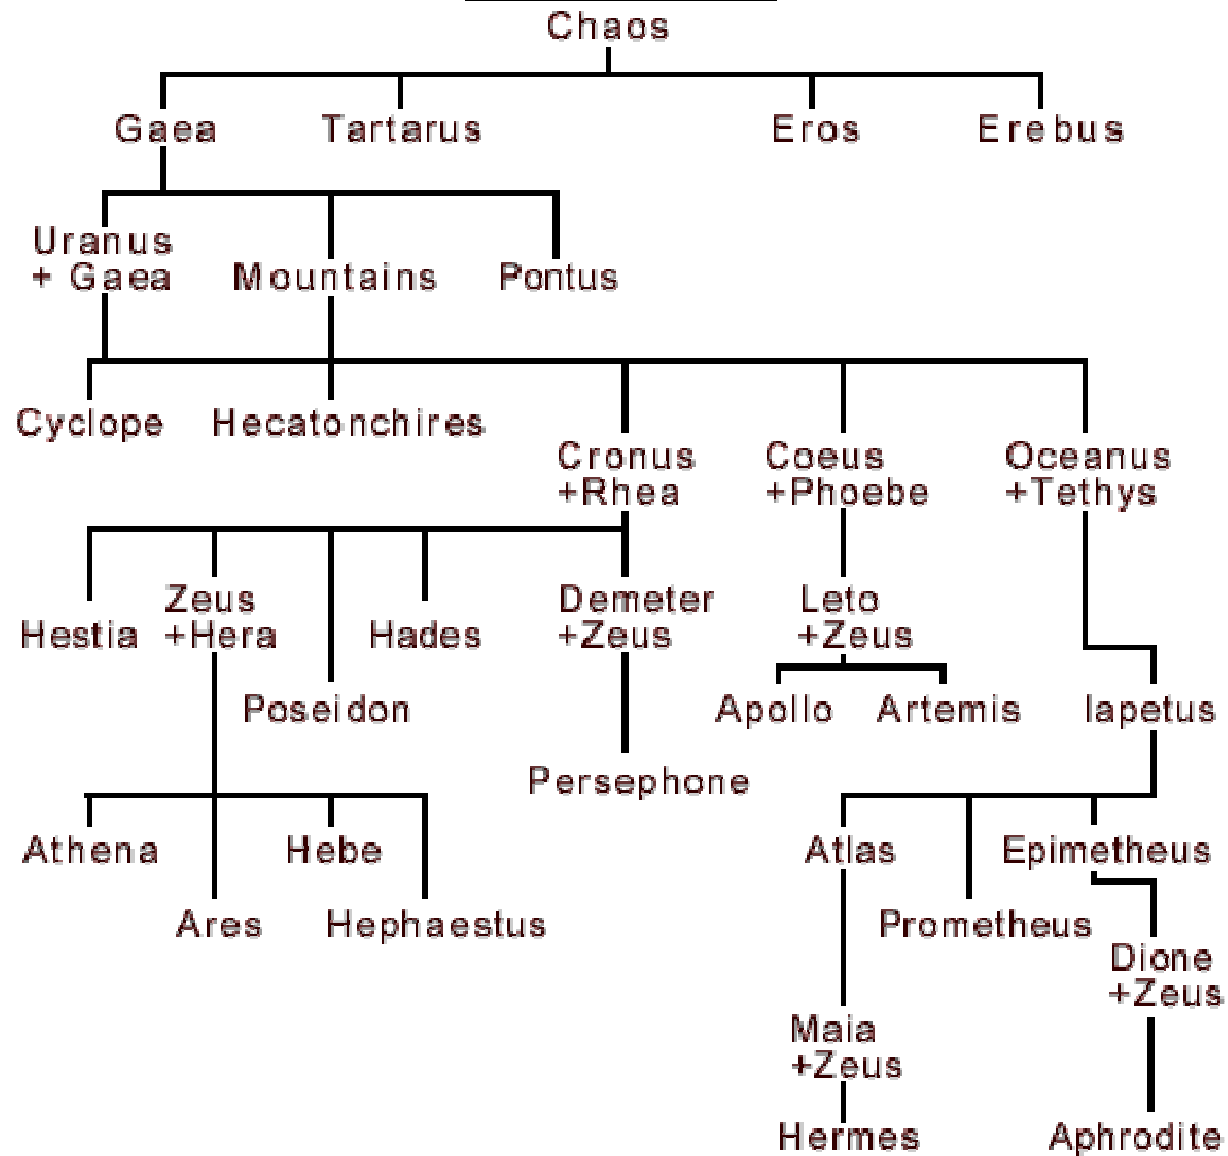 Chaos
Gaea Tartarus Eros Erebus
Uranus
+ Gaea Mountains Pontus
Cyclope Hecatonchires
Cronus Coeus Oceanus
+Rhea +Phoebe +Tethys
Zeus Demeter Leto
Hestia +Hera Hades +Zeus +Zeus
Poseidon Apollo Artemis Iapetus
Persephone
Athena Hebe Atlas Epimetheus
Ares Hephaestus Prometheus
Dione
+Zeus
Maia
+Zeus
Hermes Aphrodite